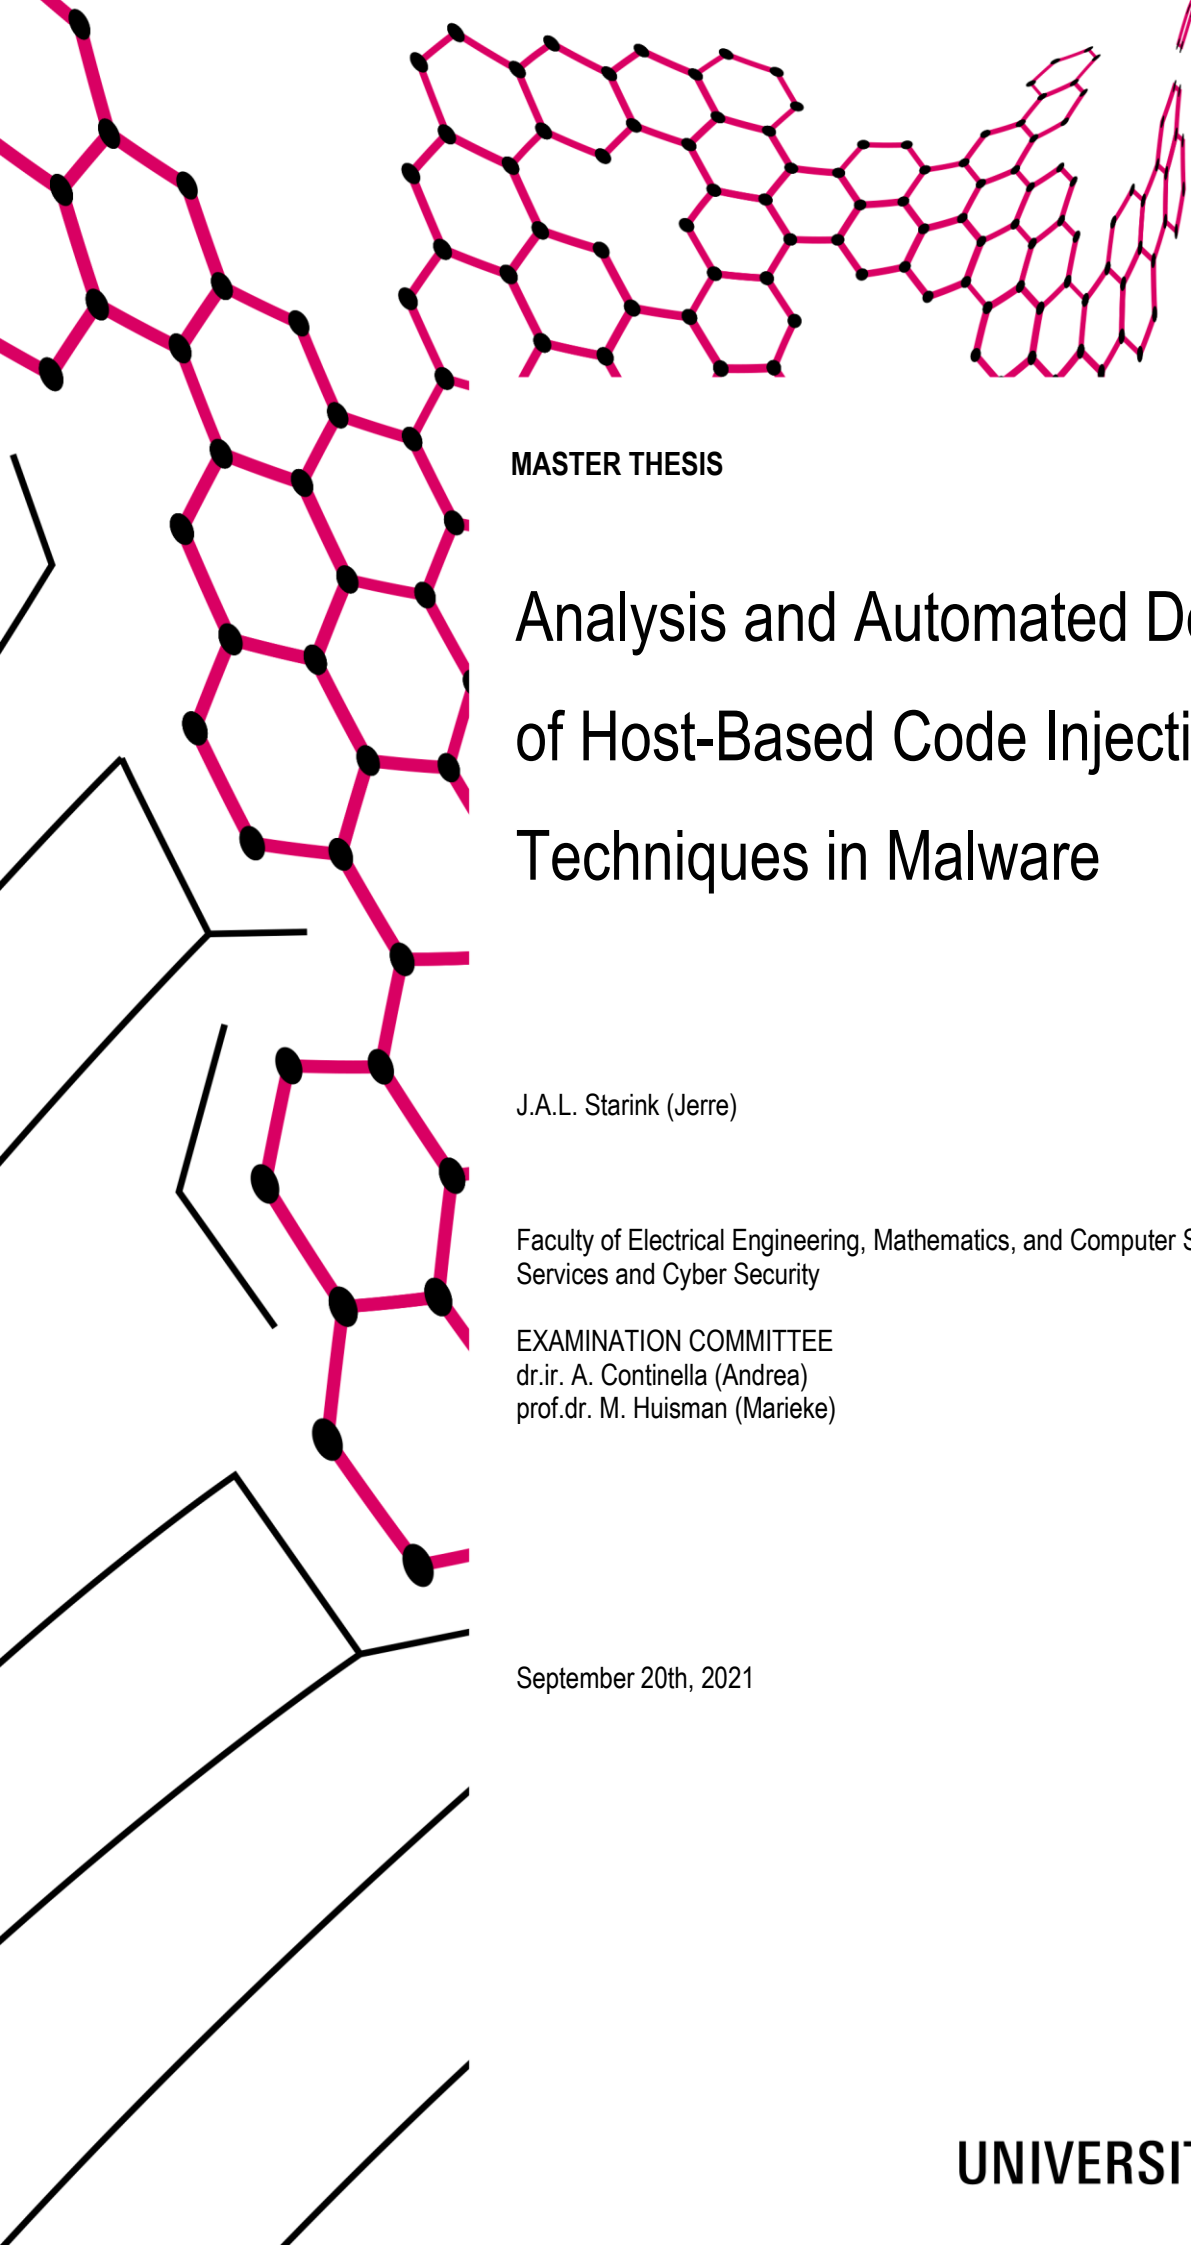 MASTER THESIS
Analysis and Automated
of Host-Based Code
Techniques in Malware
J.A.L. Starink (Jerre)
Faculty of Electrical Engineering, Mathematics, and Computer
Services and Cyber Security
EXAMINATION COMMITTEE
dr.ir. A. Continella (Andrea)
prof.dr. M. Huisman (Marieke)
September 20th, 2021